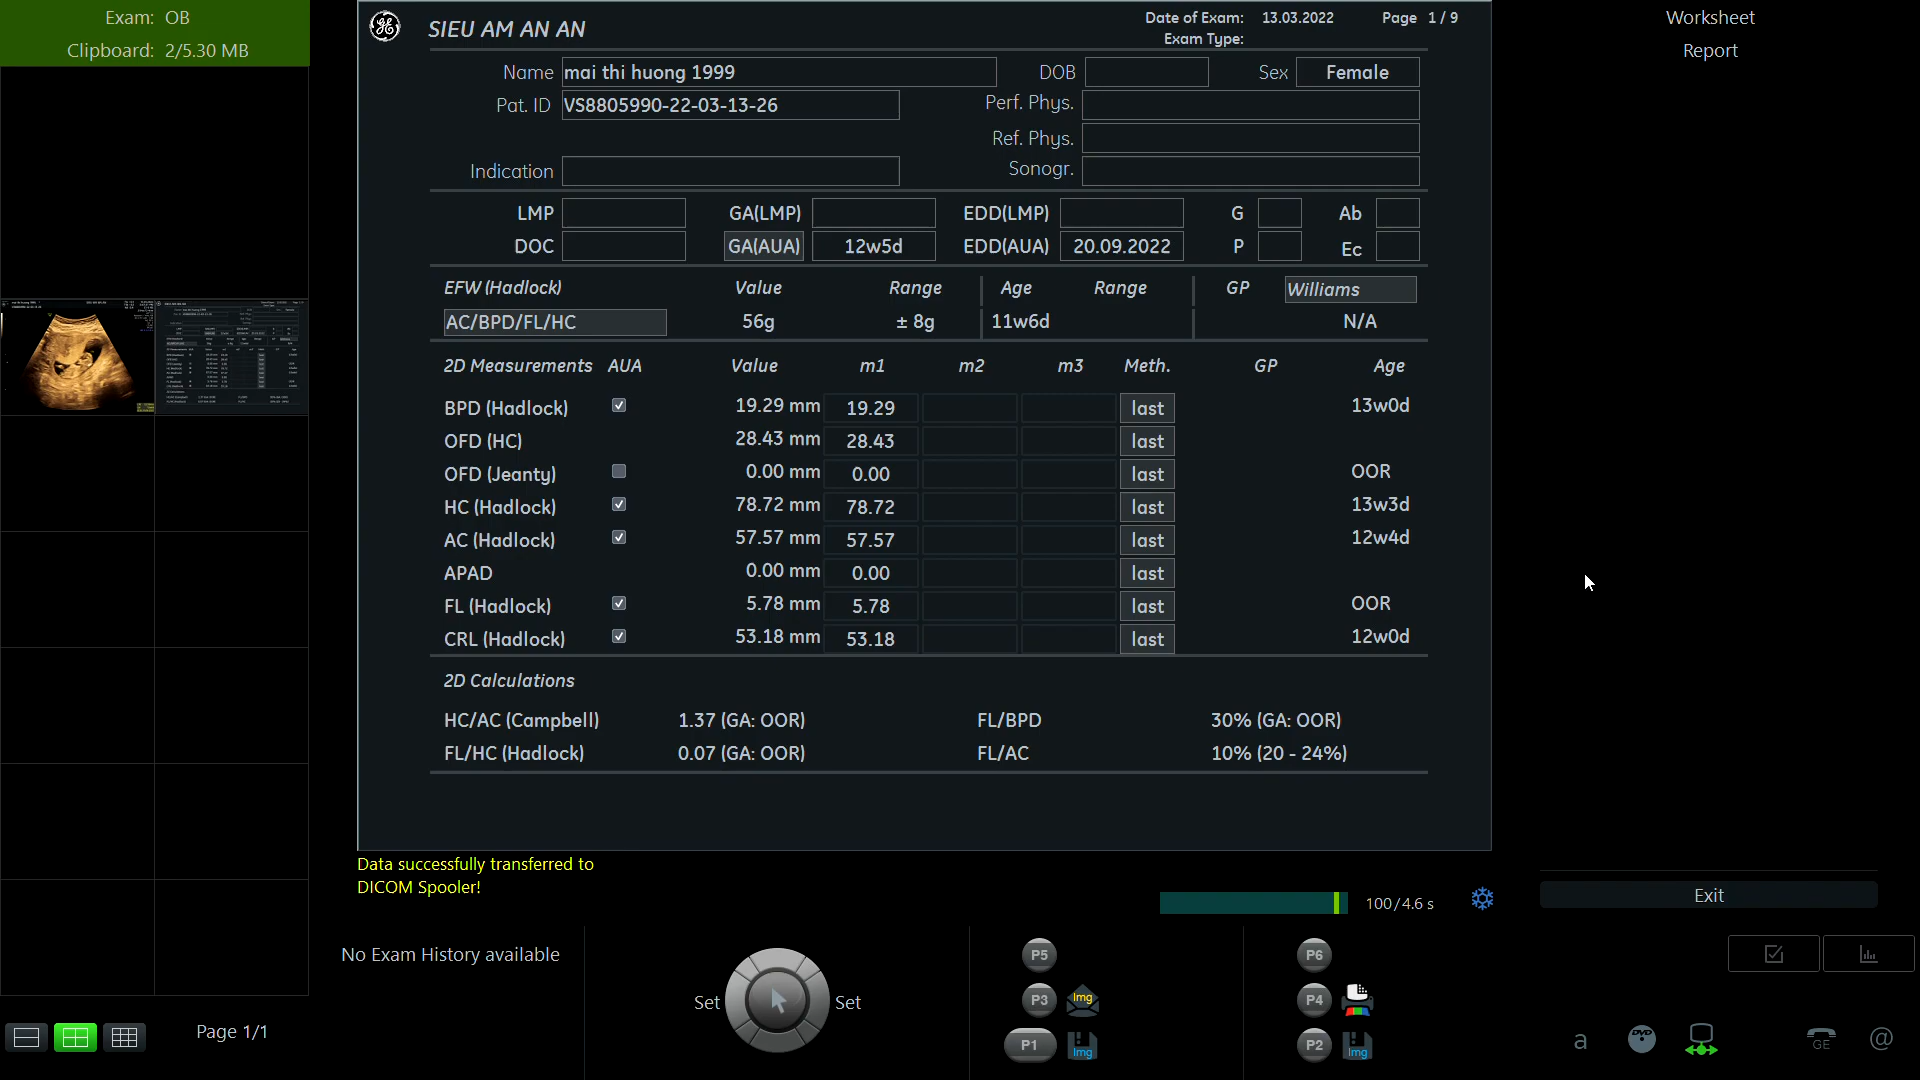 Exam: OB
Clipboard: 2/5.30 MB
SIEU AM AN AN
Date of Exam: 13.03.2022 Page 1 / 9
Exam Type:
Worksheet
Report
Name mai thi huong 1999 DOB Sex Female
Pat. ID VS8805990-22-03-13-26 Perf. Phys.
Ref. Phys.
Indication Sonogr.
LMP GA(LMP) EDD(LMP) G Ab
DOC GA(AUA) 12w5d EDD(AUA) 20.09.2022 P Ec
EFW (Hadlock) Value Range Age Range GP Williams
AC/BPD/FL/HC 56g ± 8g 11w6d N/A
2D Measurements AUA Value m1 m2 m3 Meth. GP Age
BPD (Hadlock) 19.29 mm 19.29 last 13w0d
OFD (HC) 28.43 mm 28.43 last
OFD (Jeanty) 0.00 mm 0.00 last OOR
HC (Hadlock) 78.72 mm 78.72 last 13w3d
AC (Hadlock) 57.57 mm 57.57 last 12w4d
APAD 0.00 mm 0.00 last
FL (Hadlock) 5.78 mm 5.78 last OOR
CRL (Hadlock) 53.18 mm 53.18 last 12w0d
2D Calculations
HC/AC (Campbell) 1.37 (GA: OOR) FL/BPD 30% (GA: OOR)
FL/HC (Hadlock) 0.07 (GA: OOR) FL/AC 10% (20 - 24%)
Data successfully transferred to
DICOM Spooler!
100/4.6 s
Exit
No Exam History available
Set Set
P5 P6
P3 Img P4
P1 Img P2 Img
Page 1/1
a DVD GE @